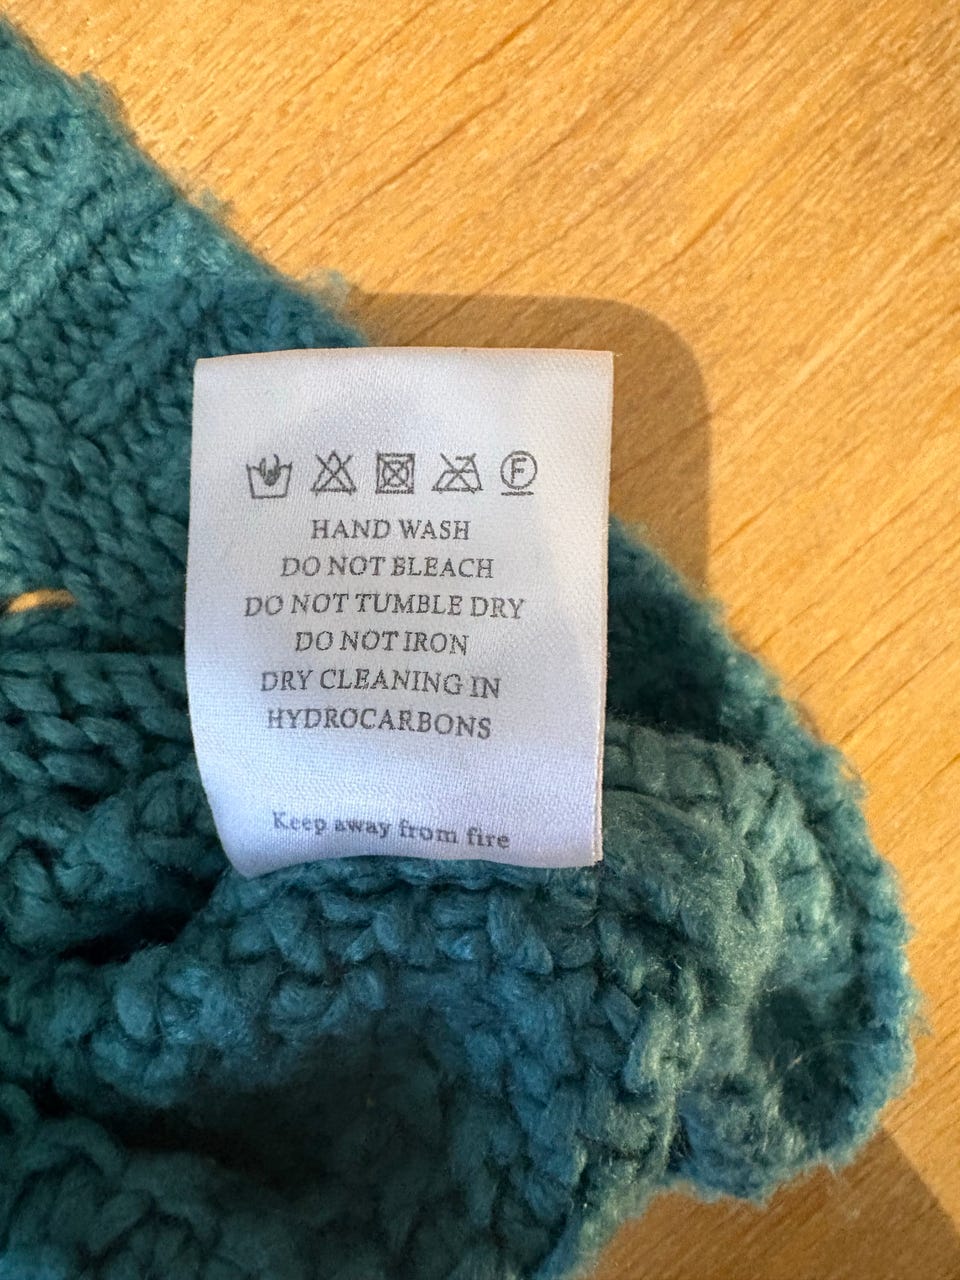 F
HAND WASH
DO NOT BLEACH
DO NOT TUMBLE DRY
DO NOT IRON
DRY CLEANING IN
HYDROCARBONS
Keep away from fire